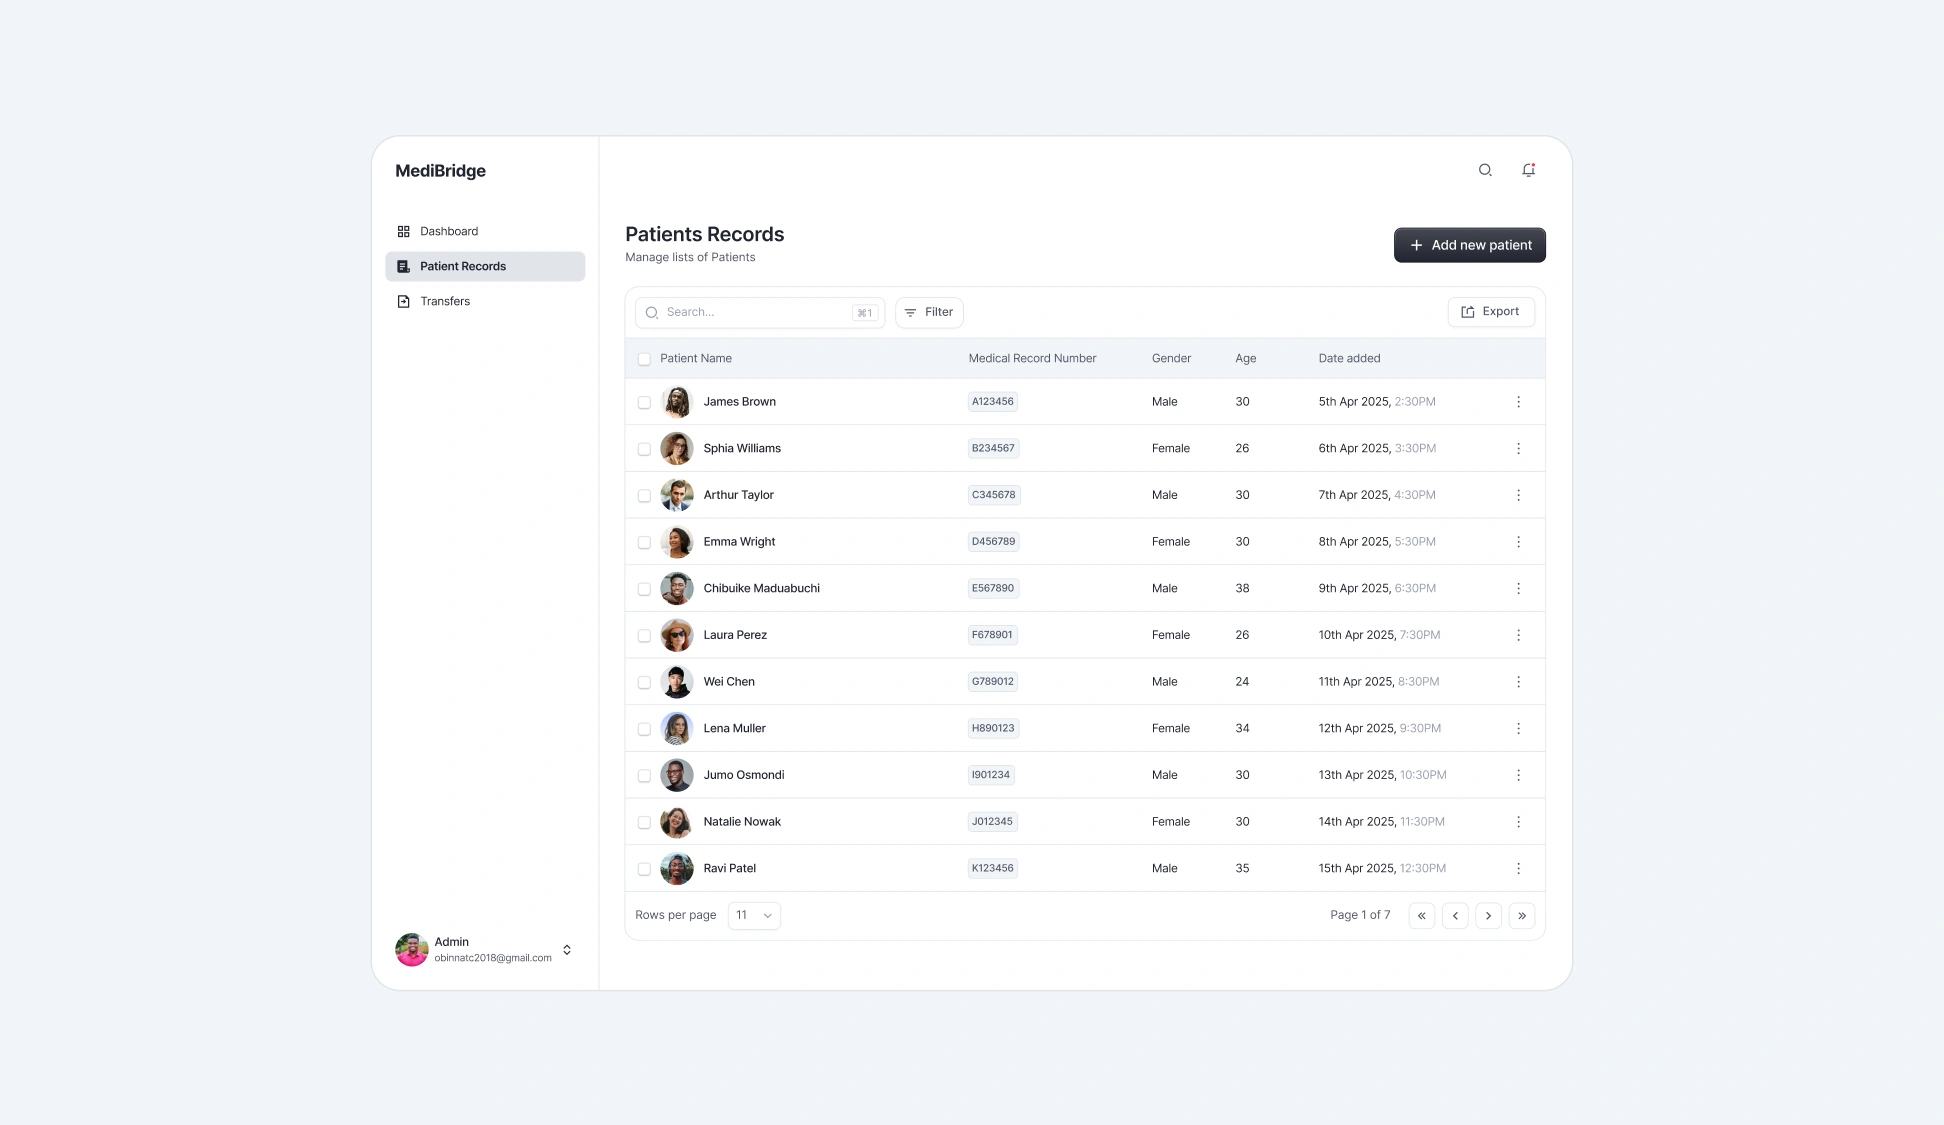 MediBridge
Dashboard
Patient Records
Transfers
Patients Records
Manage lists of Patients
+ Add new patient
Search... ⌘1 Filter Export
Patient Name Medical Record Number Gender Age Date added
James Brown A123456 Male 30 5th Apr 2025, 2:30PM
Sphia Williams B234567 Female 26 6th Apr 2025, 3:30PM
Arthur Taylor C345678 Male 30 7th Apr 2025, 4:30PM
Emma Wright D456789 Female 30 8th Apr 2025, 5:30PM
Chibuike Maduabuchi E567890 Male 38 9th Apr 2025, 6:30PM
Laura Perez F678901 Female 26 10th Apr 2025, 7:30PM
Wei Chen G789012 Male 24 11th Apr 2025, 8:30PM
Lena Muller H890123 Female 34 12th Apr 2025, 9:30PM
Jumo Osmondi I901234 Male 30 13th Apr 2025, 10:30PM
Natalie Nowak J012345 Female 30 14th Apr 2025, 11:30PM
Ravi Patel K123456 Male 35 15th Apr 2025, 12:30PM
Rows per page 11 Page 1 of 7 « ‹ › »
Admin
obinnatc2018@gmail.com